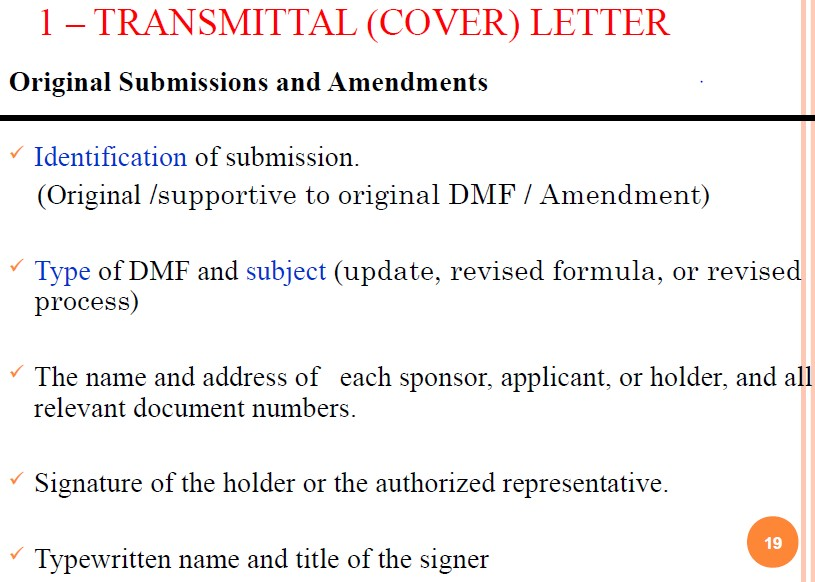 1 – TRANSMITTAL (COVER) LETTER
Original Submissions and Amendments
✓ Identification of submission.
(Original /supportive to original DMF / Amendment)
✓ Type of DMF and subject (update, revised formula, or revised
process)
✓ The name and address of each sponsor, applicant, or holder, and all
relevant document numbers.
✓ Signature of the holder or the authorized representative.
✓ Typewritten name and title of the signer
19